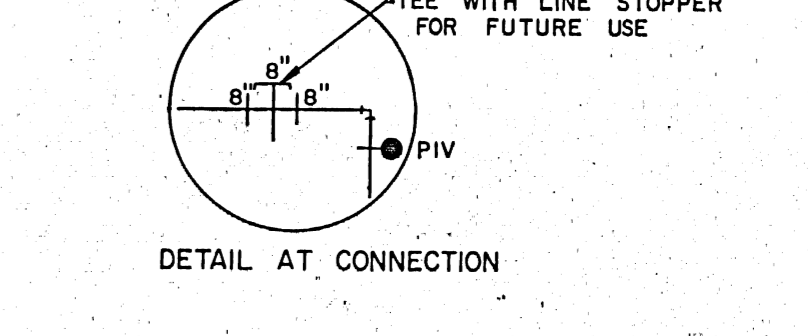 TEE WITH LINE STOPPER
FOR FUTURE USE
8"
8" 8"
PIV
DETAIL AT CONNECTION